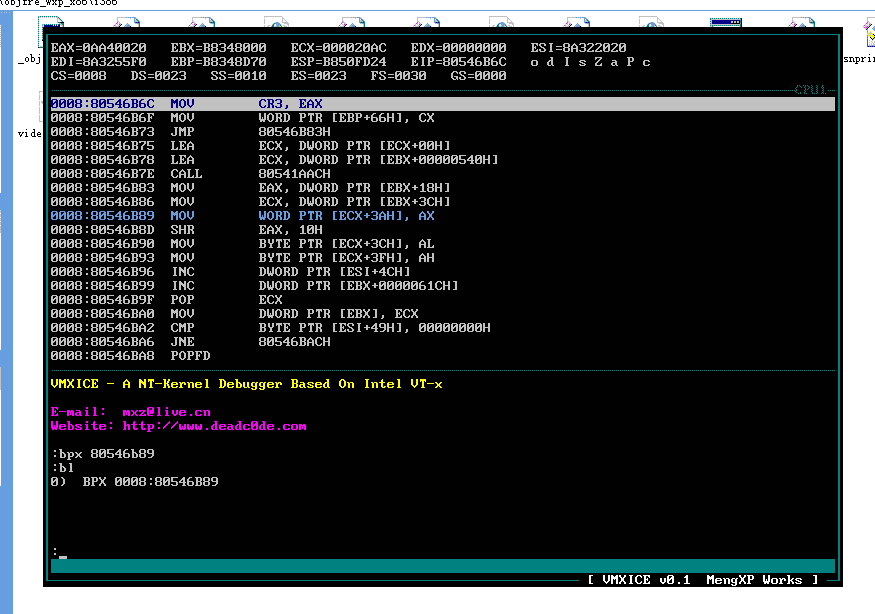 \objfre_wxp_x86\i386
_obj
snpri
vide
EAX=0AA40020 EBX=B8348000 ECX=000020AC EDX=00000000 ESI=8A322020
EDI=8A3255F0 EBP=B8348D70 ESP=B850FD24 EIP=80546B6C o d I s Z a P c
CS=0008 DS=0023 SS=0010 ES=0023 FS=0030 GS=0000
CPU1
0008:80546B6C MOV CR3, EAX
0008:80546B6F MOV WORD PTR [EBP+66H], CX
0008:80546B73 JMP 80546B83H
0008:80546B75 LEA ECX, DWORD PTR [ECX+00H]
0008:80546B78 LEA ECX, DWORD PTR [EBX+00000540H]
0008:80546B7E CALL 80541AACH
0008:80546B83 MOV EAX, DWORD PTR [EBX+18H]
0008:80546B86 MOV ECX, DWORD PTR [EBX+3CH]
0008:80546B89 MOV WORD PTR [ECX+3AH], AX
0008:80546B8D SHR EAX, 10H
0008:80546B90 MOV BYTE PTR [ECX+3CH], AL
0008:80546B93 MOV BYTE PTR [ECX+3FH], AH
0008:80546B96 INC DWORD PTR [ESI+4CH]
0008:80546B99 INC DWORD PTR [EBX+0000061CH]
0008:80546B9F POP ECX
0008:80546BA0 MOV DWORD PTR [EBX], ECX
0008:80546BA2 CMP BYTE PTR [ESI+49H], 00000000H
0008:80546BA6 JNE 80546BACH
0008:80546BA8 POPFD
VMXICE - A NT-Kernel Debugger Based On Intel VT-x
E-mail: mxz@live.cn
Website: http://www.deadc0de.com
:bpx 80546b89
:bl
0) BPX 0008:80546B89
:_
[ VMXICE v0.1 MengXP Works ]